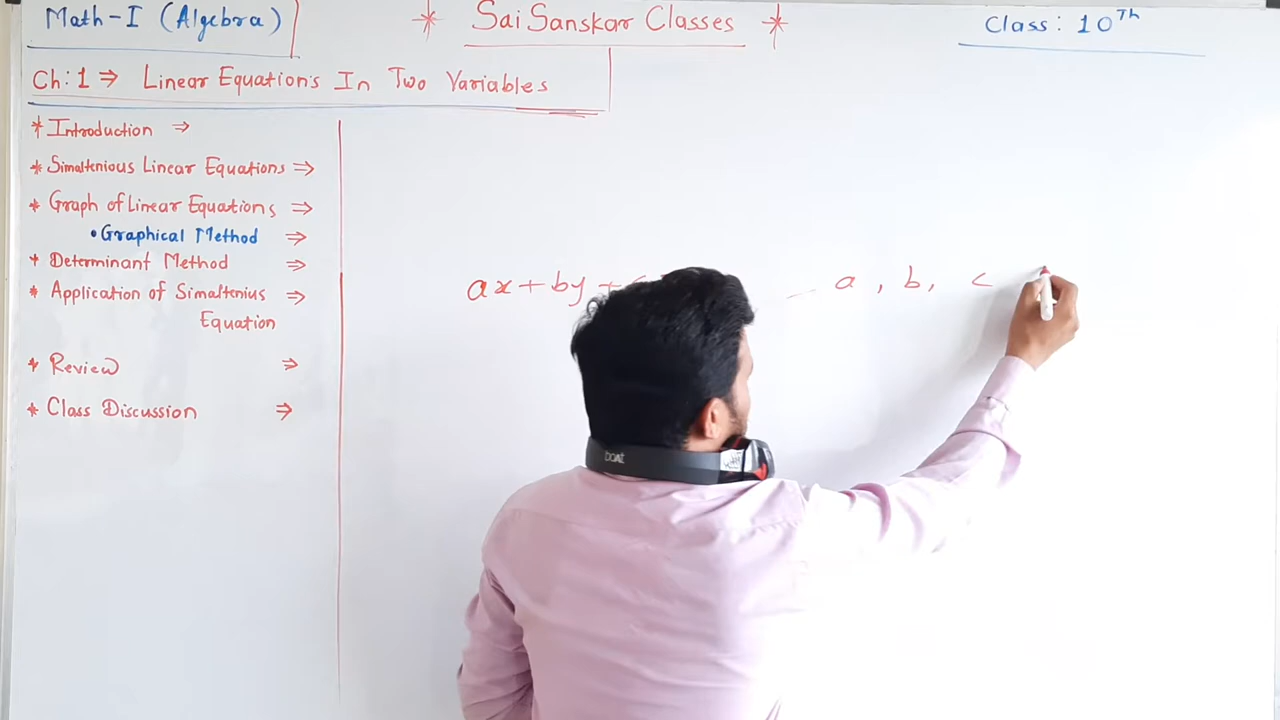 Math-I (Algebra)
* Sai Sanskar Classes *
Class: 10Th
Ch:1 ⇒ Linear Equations In Two Variables
* Introduction ⇒
* Simaltenious Linear Equations ⇒
* Graph of Linear Equations ⇒
• Graphical Method ⇒
* Determinant Method ⇒
* Application of Simaltenius ⇒
Equation
* Review ⇒
* Class Discussion ⇒
ax + by +
a, b, c
boAt